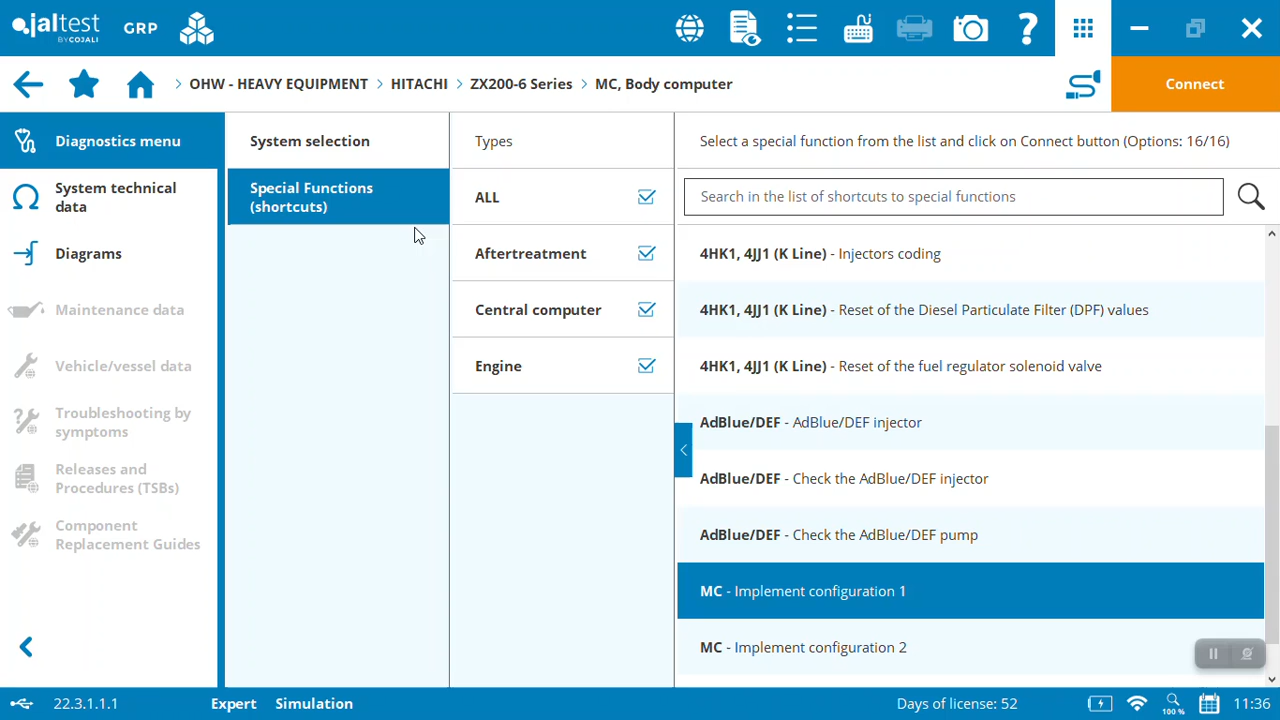 jaltest
BY COJALI
GRP
OHW - HEAVY EQUIPMENT
HITACHI
ZX200-6 Series
MC, Body computer
Connect
Diagnostics menu
System technical
data
Diagrams
Maintenance data
Vehicle/vessel data
Troubleshooting by
symptoms
Releases and
Procedures (TSBs)
Component
Replacement Guides
System selection
Special Functions
(shortcuts)
Types
ALL
Aftertreatment
Central computer
Engine
Select a special function from the list and click on Connect button (Options: 16/16)
Search in the list of shortcuts to special functions
4HK1, 4JJ1 (K Line) - Injectors coding
4HK1, 4JJ1 (K Line) - Reset of the Diesel Particulate Filter (DPF) values
4HK1, 4JJ1 (K Line) - Reset of the fuel regulator solenoid valve
AdBlue/DEF - AdBlue/DEF injector
AdBlue/DEF - Check the AdBlue/DEF injector
AdBlue/DEF - Check the AdBlue/DEF pump
MC - Implement configuration 1
MC - Implement configuration 2
22.3.1.1.1
Expert
Simulation
Days of license: 52
100 %
11:36